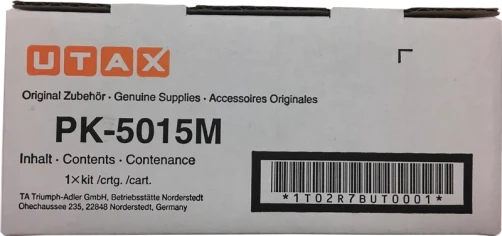 UTAX
Original Zubehör · Genuine Supplies · Accessoires Originales
PK-5015M
Inhalt · Contents · Contenance
1×kit /crtg. /cart.
TA Triumph-Adler GmbH, Betriebsstätte Norderstedt
Ohechaussee 235, 22848 Norderstedt, Germany
*1T02R7BUT0001*